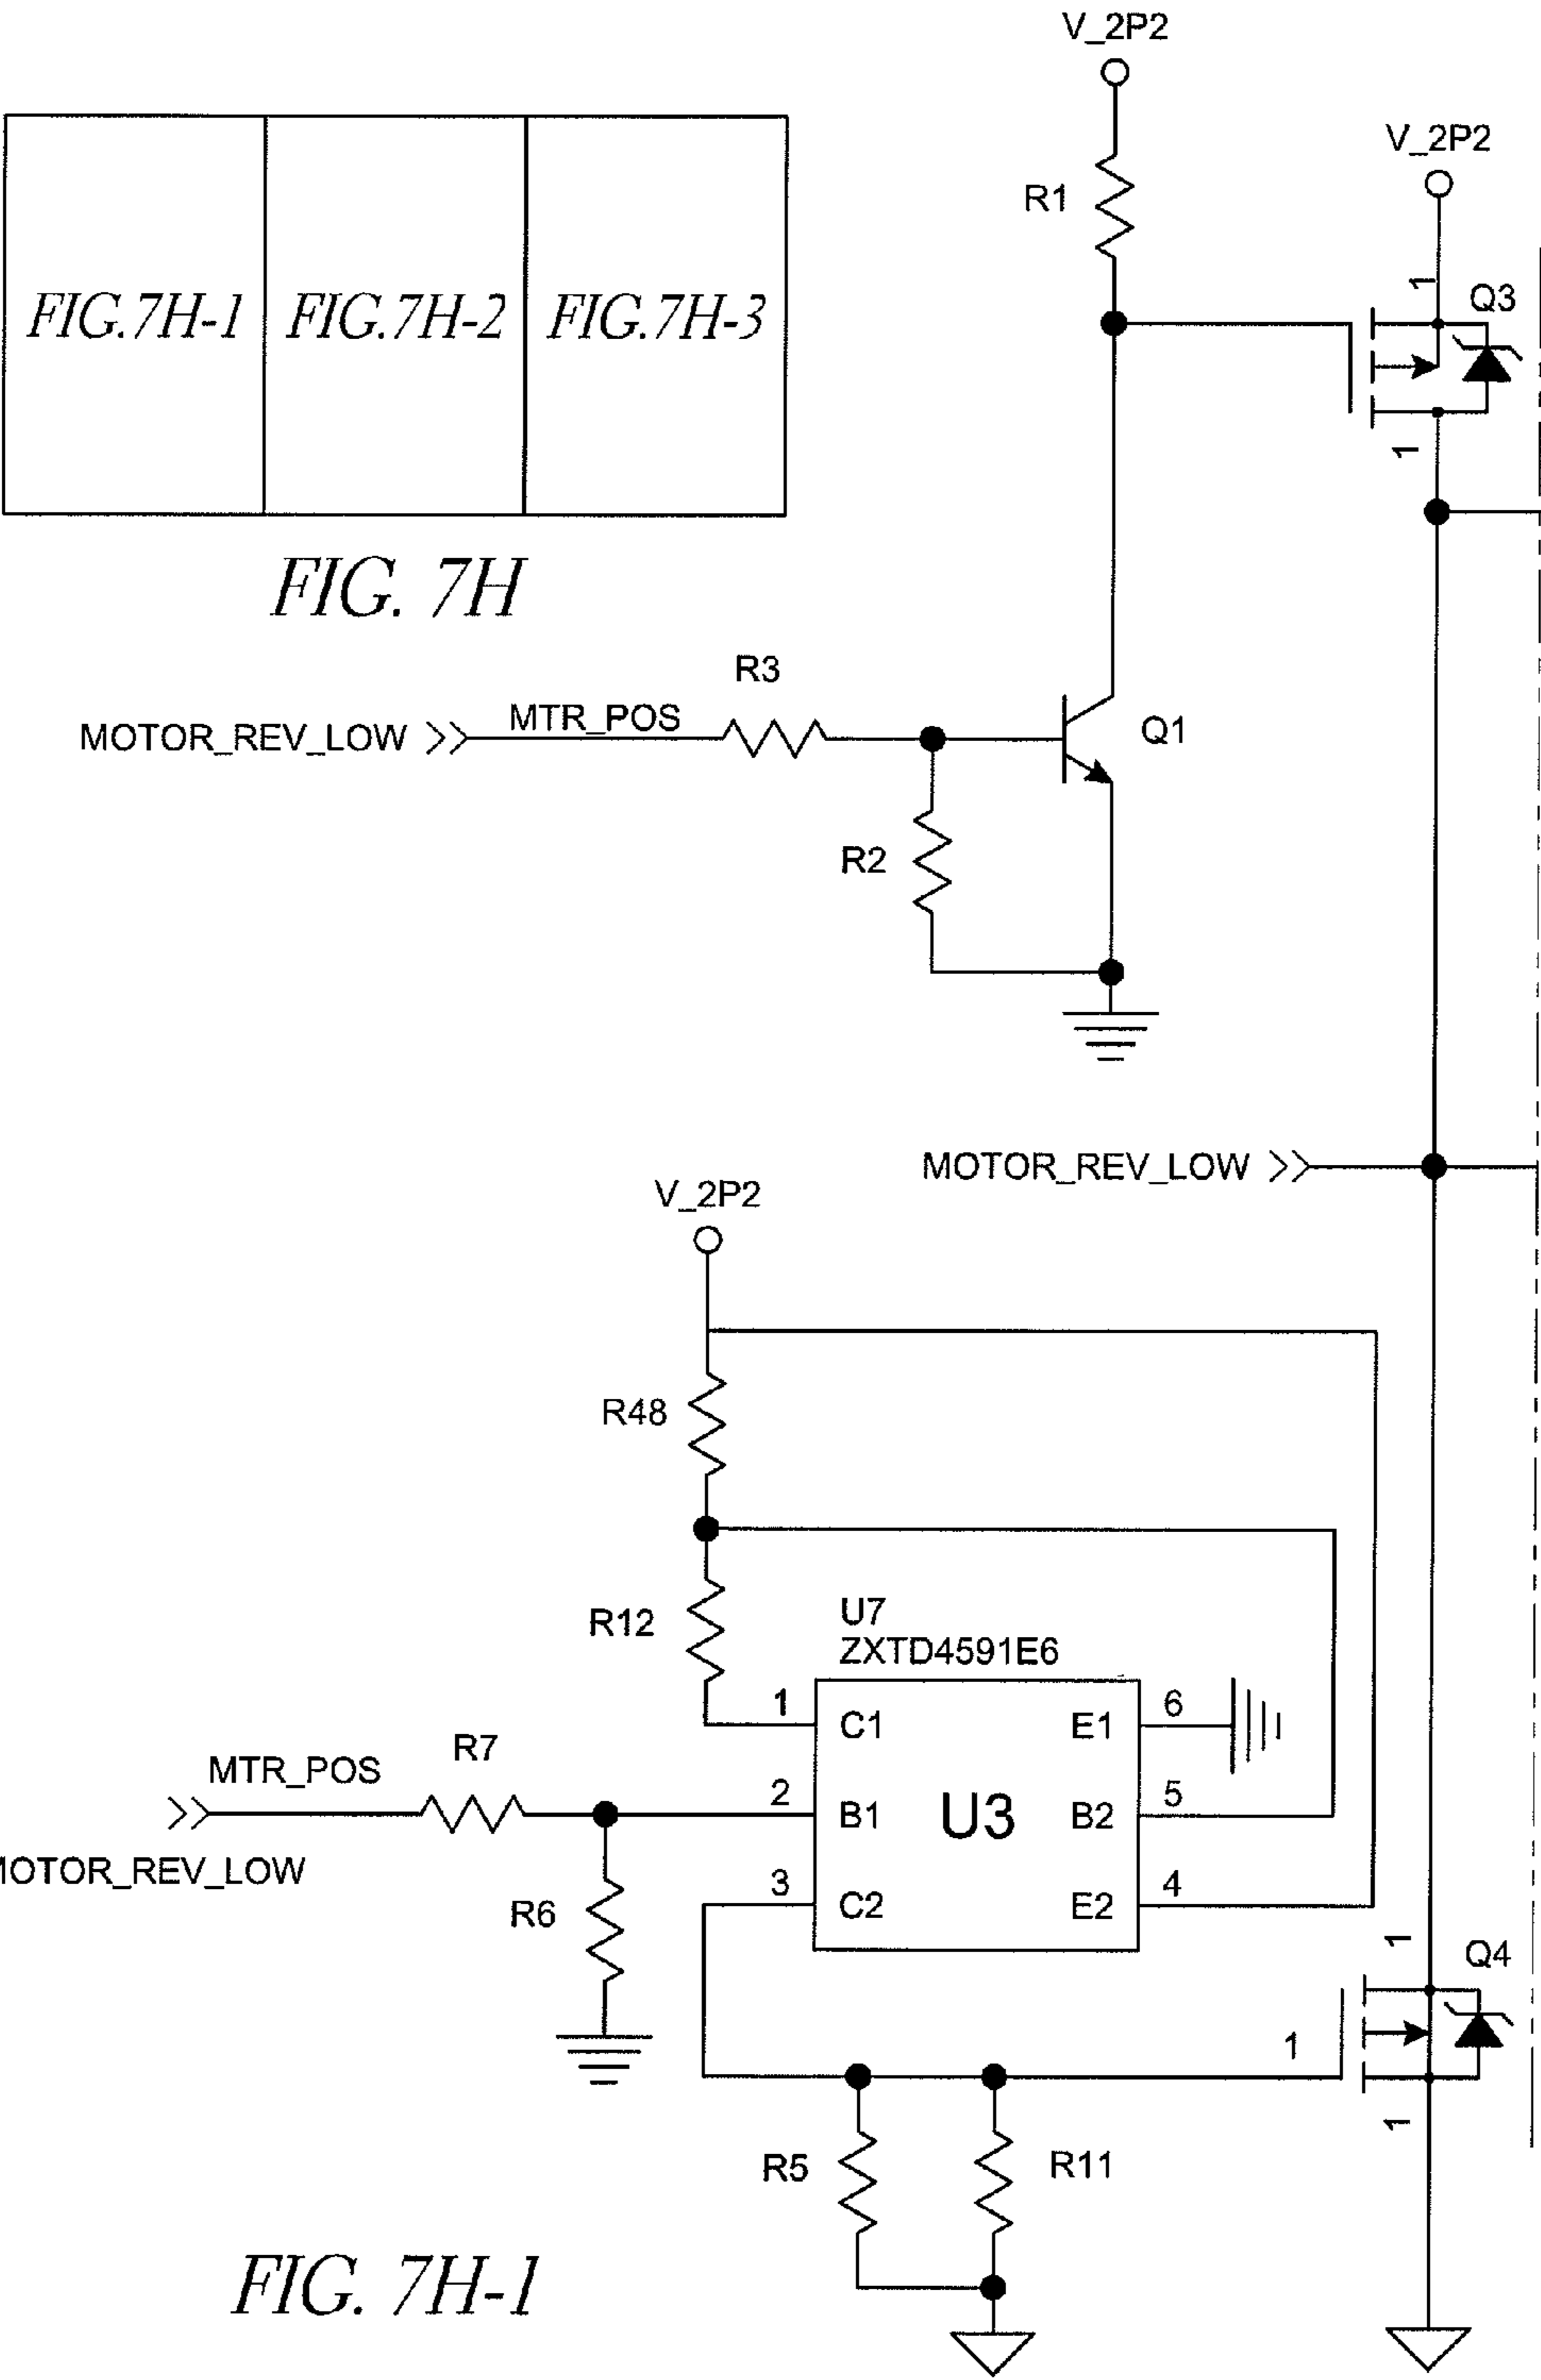 V_2P2
V_2P2
R1
Q3
1
1
FIG.7H-1 FIG.7H-2 FIG.7H-3
FIG. 7H
R3
MOTOR_REV_LOW MTR_POS
Q1
R2
MOTOR_REV_LOW
V_2P2
R48
R12
U7
ZXTD4591E6
1 C1 E1 6
MTR_POS R7
2 B1 U3 B2 5
MOTOR_REV_LOW
3 C2 E2 4
R6
1
Q4
1
1
R5 R11
FIG. 7H-1